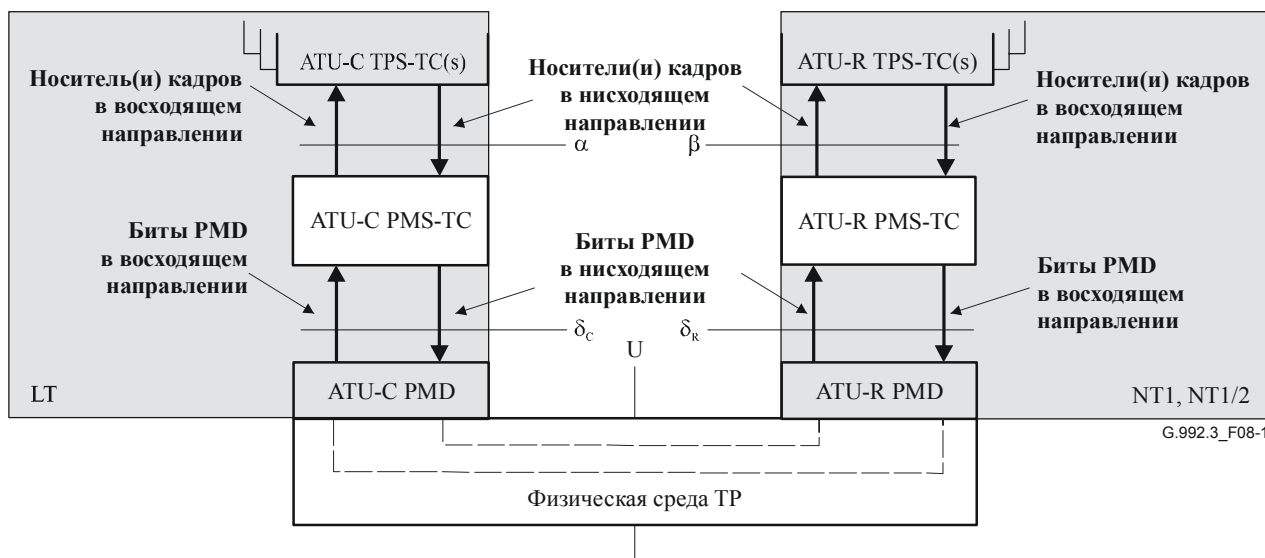 ATU-C TPS-TC(s)
ATU-R TPS-TC(s)
Носитель(и) кадров
в восходящем
направлении
Носители(и) кадров
в нисходящем
направлении
Носитель(и) кадров
в восходящем
направлении
α
β
ATU-C PMS-TC
ATU-R PMS-TC
Биты PMD
в восходящем
направлении
Биты PMD
в нисходящем
направлении
Биты PMD
в восходящем
направлении
δC
δR
U
LT
ATU-C PMD
ATU-R PMD
NT1, NT1/2
G.992.3_F08-1
Физическая среда TP